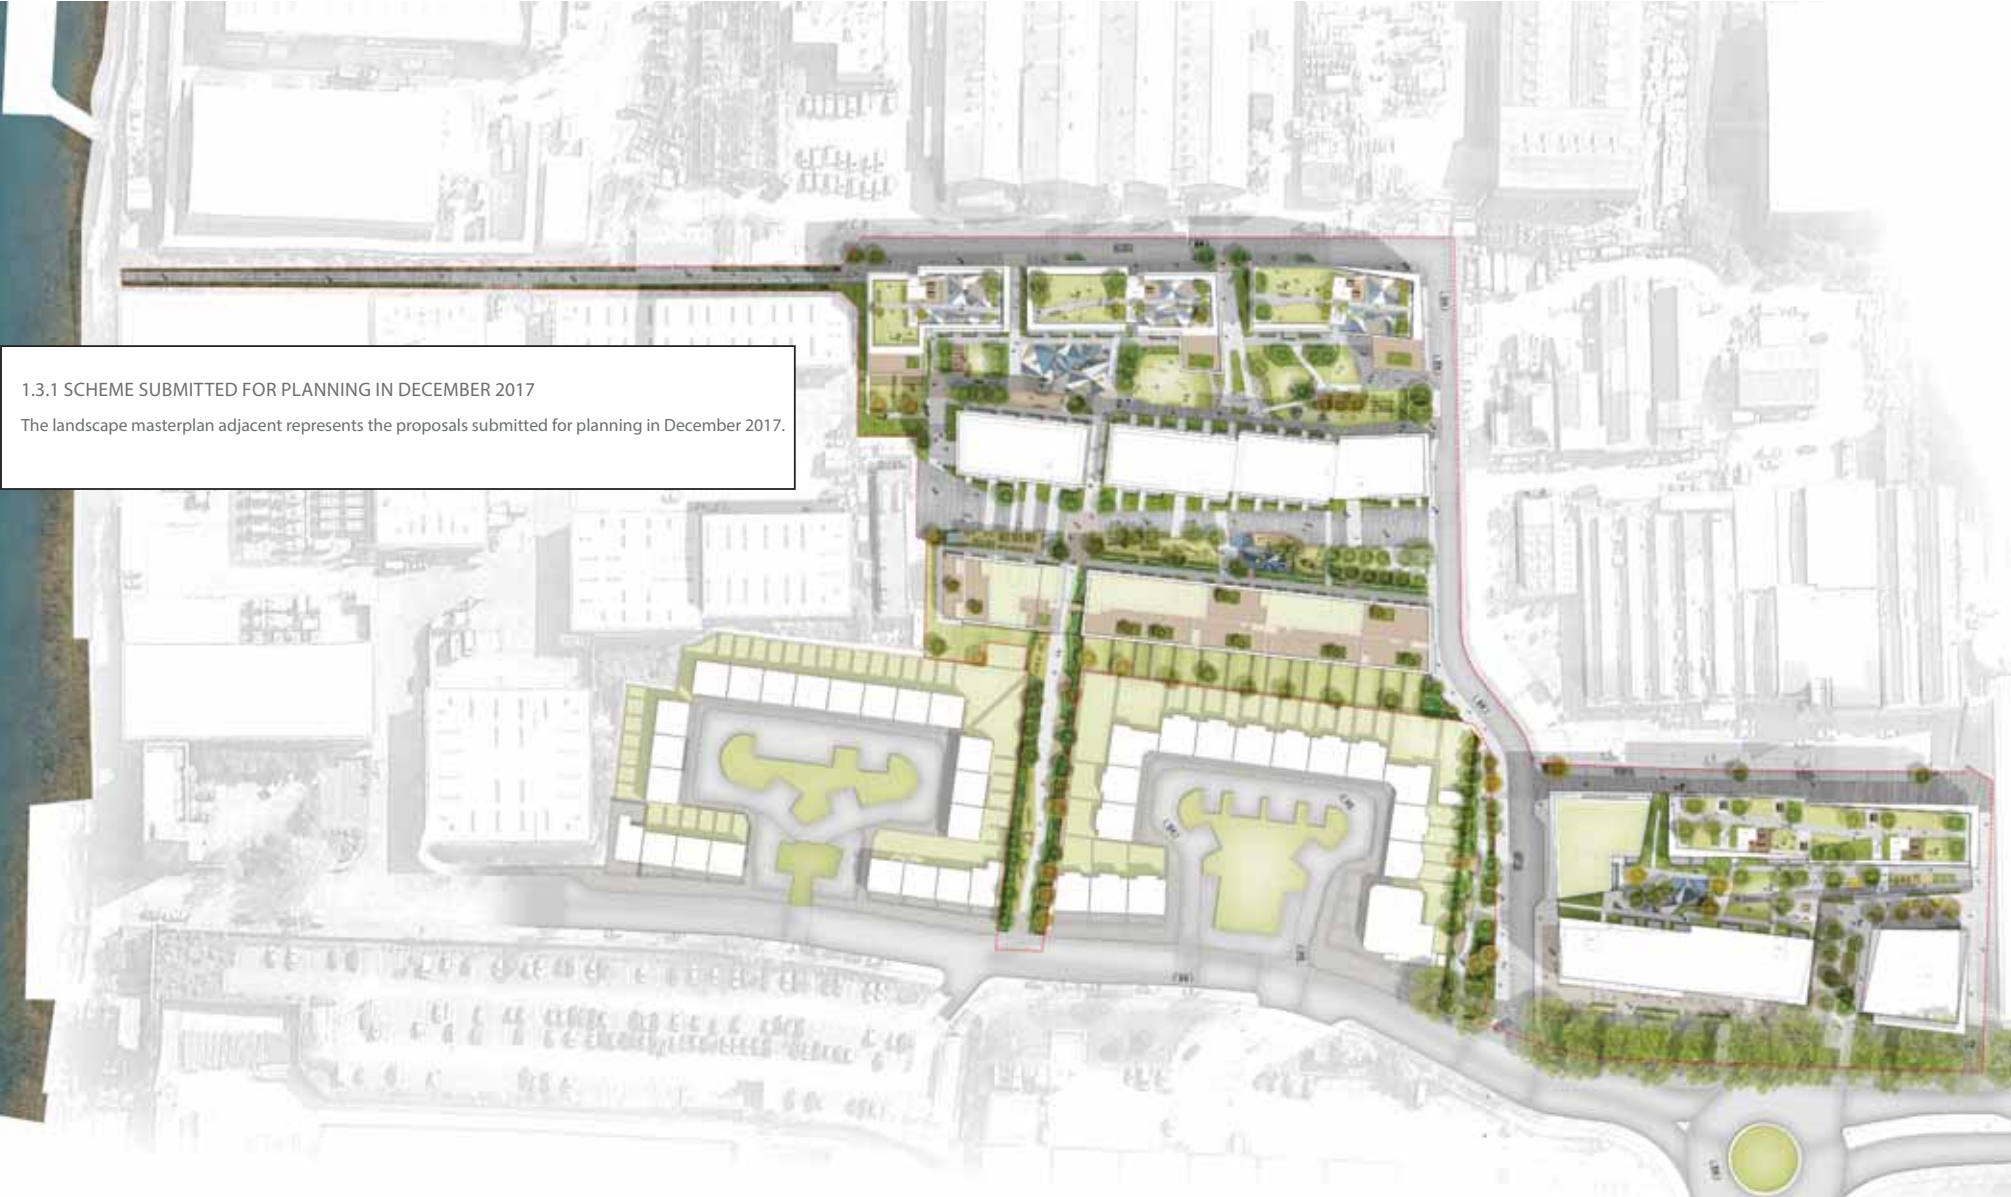 1.3.1 SCHEME SUBMITTED FOR PLANNING IN DECEMBER 2017
The landscape masterplan adjacent represents the proposals submitted for planning in December 2017.